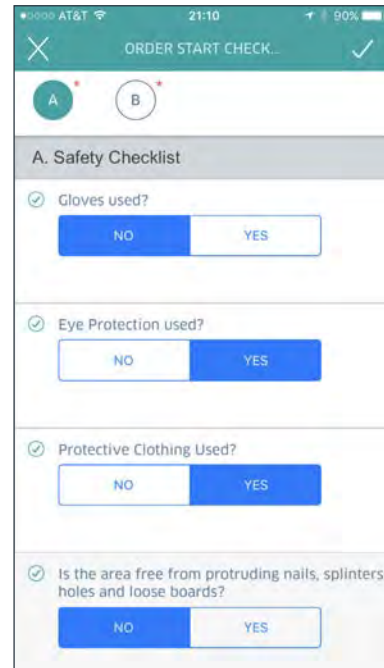 AT&T 21:10 90%
ORDER START CHECK...
A * B *
A. Safety Checklist
Gloves used?
NO YES
Eye Protection used?
NO YES
Protective Clothing Used?
NO YES
Is the area free from protruding nails, splinters
holes and loose boards?
NO YES